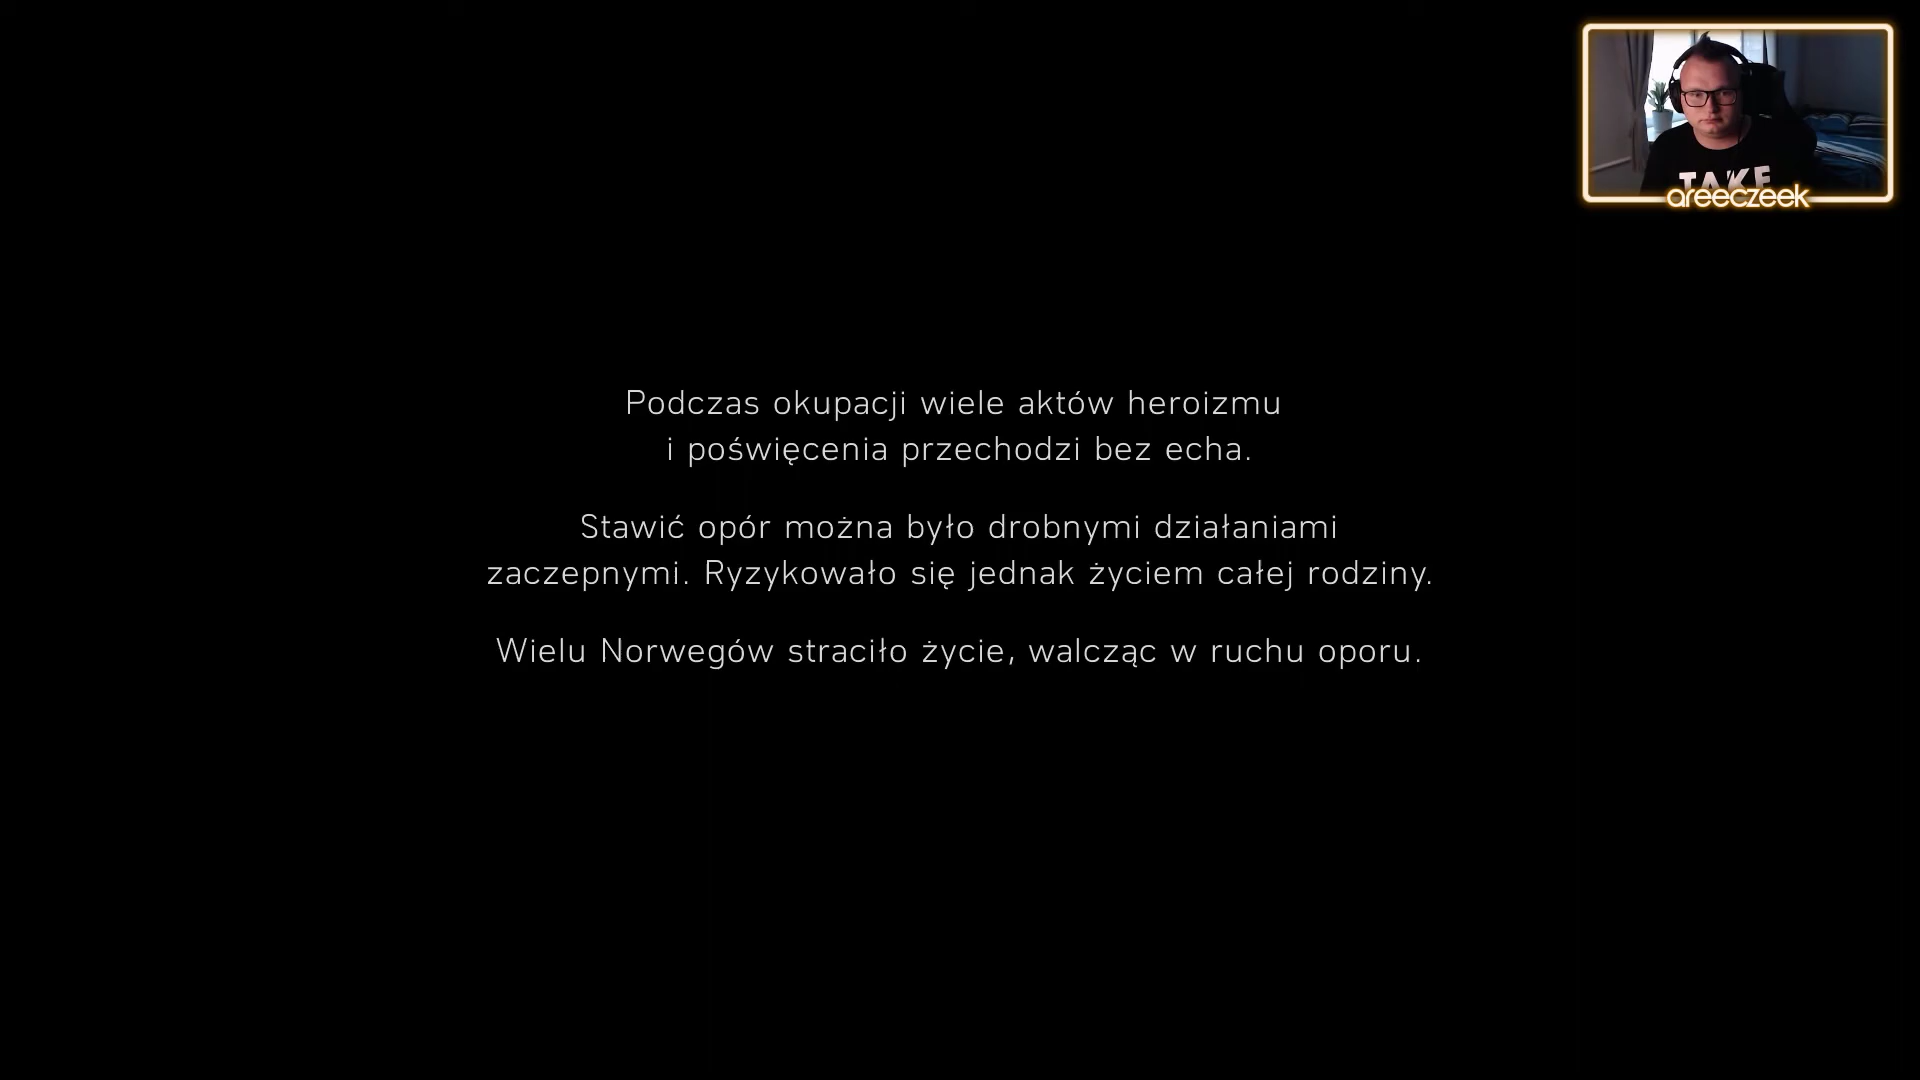 TAKE
areeczeek
Podczas okupacji wiele aktów heroizmu
i poświęcenia przechodzi bez echa.
Stawić opór można było drobnymi działaniami
zaczepnymi. Ryzykowało się jednak życiem całej rodziny.
Wielu Norwegów straciło życie, walcząc w ruchu oporu.